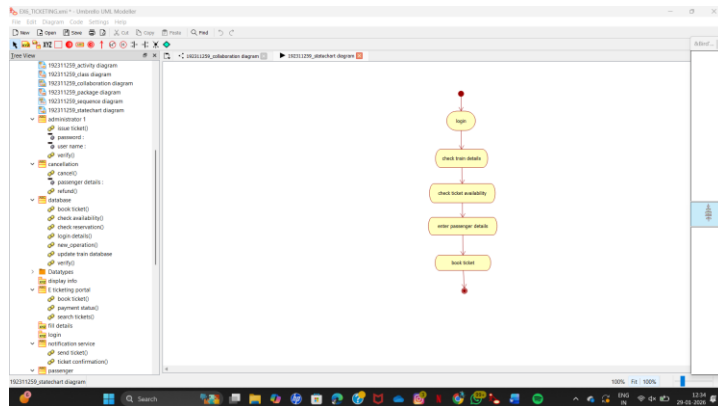 EX6_TICKETING.xmi * - Umbrello UML Modeller
File Edit Diagram Code Settings Help
New Open Save Cut Copy Paste Find
XYZ
Tree View
192311259_collaboration diagram
192311259_statechart diagram
192311259_activity diagram
192311259_class diagram
192311259_collaboration diagram
192311259_package diagram
192311259_sequence diagram
192311259_statechart diagram
administrator 1
issue ticket()
password :
user name :
verify()
cancellation
cancel()
passenger details :
refund()
database
book ticket()
check availability()
check reservation()
login details()
new_operation()
update train database
verify()
Datatypes
display info
E ticketing portal
book ticket()
payment status()
search tickets()
fill details
login
notification service
send ticket()
ticket confirmation()
passenger
login
check train details
check ticket availability
enter passenger details
book ticket
192311259_statechart diagram
100% Fit 100%
Search
ENG
IN
12:34
29-01-2026